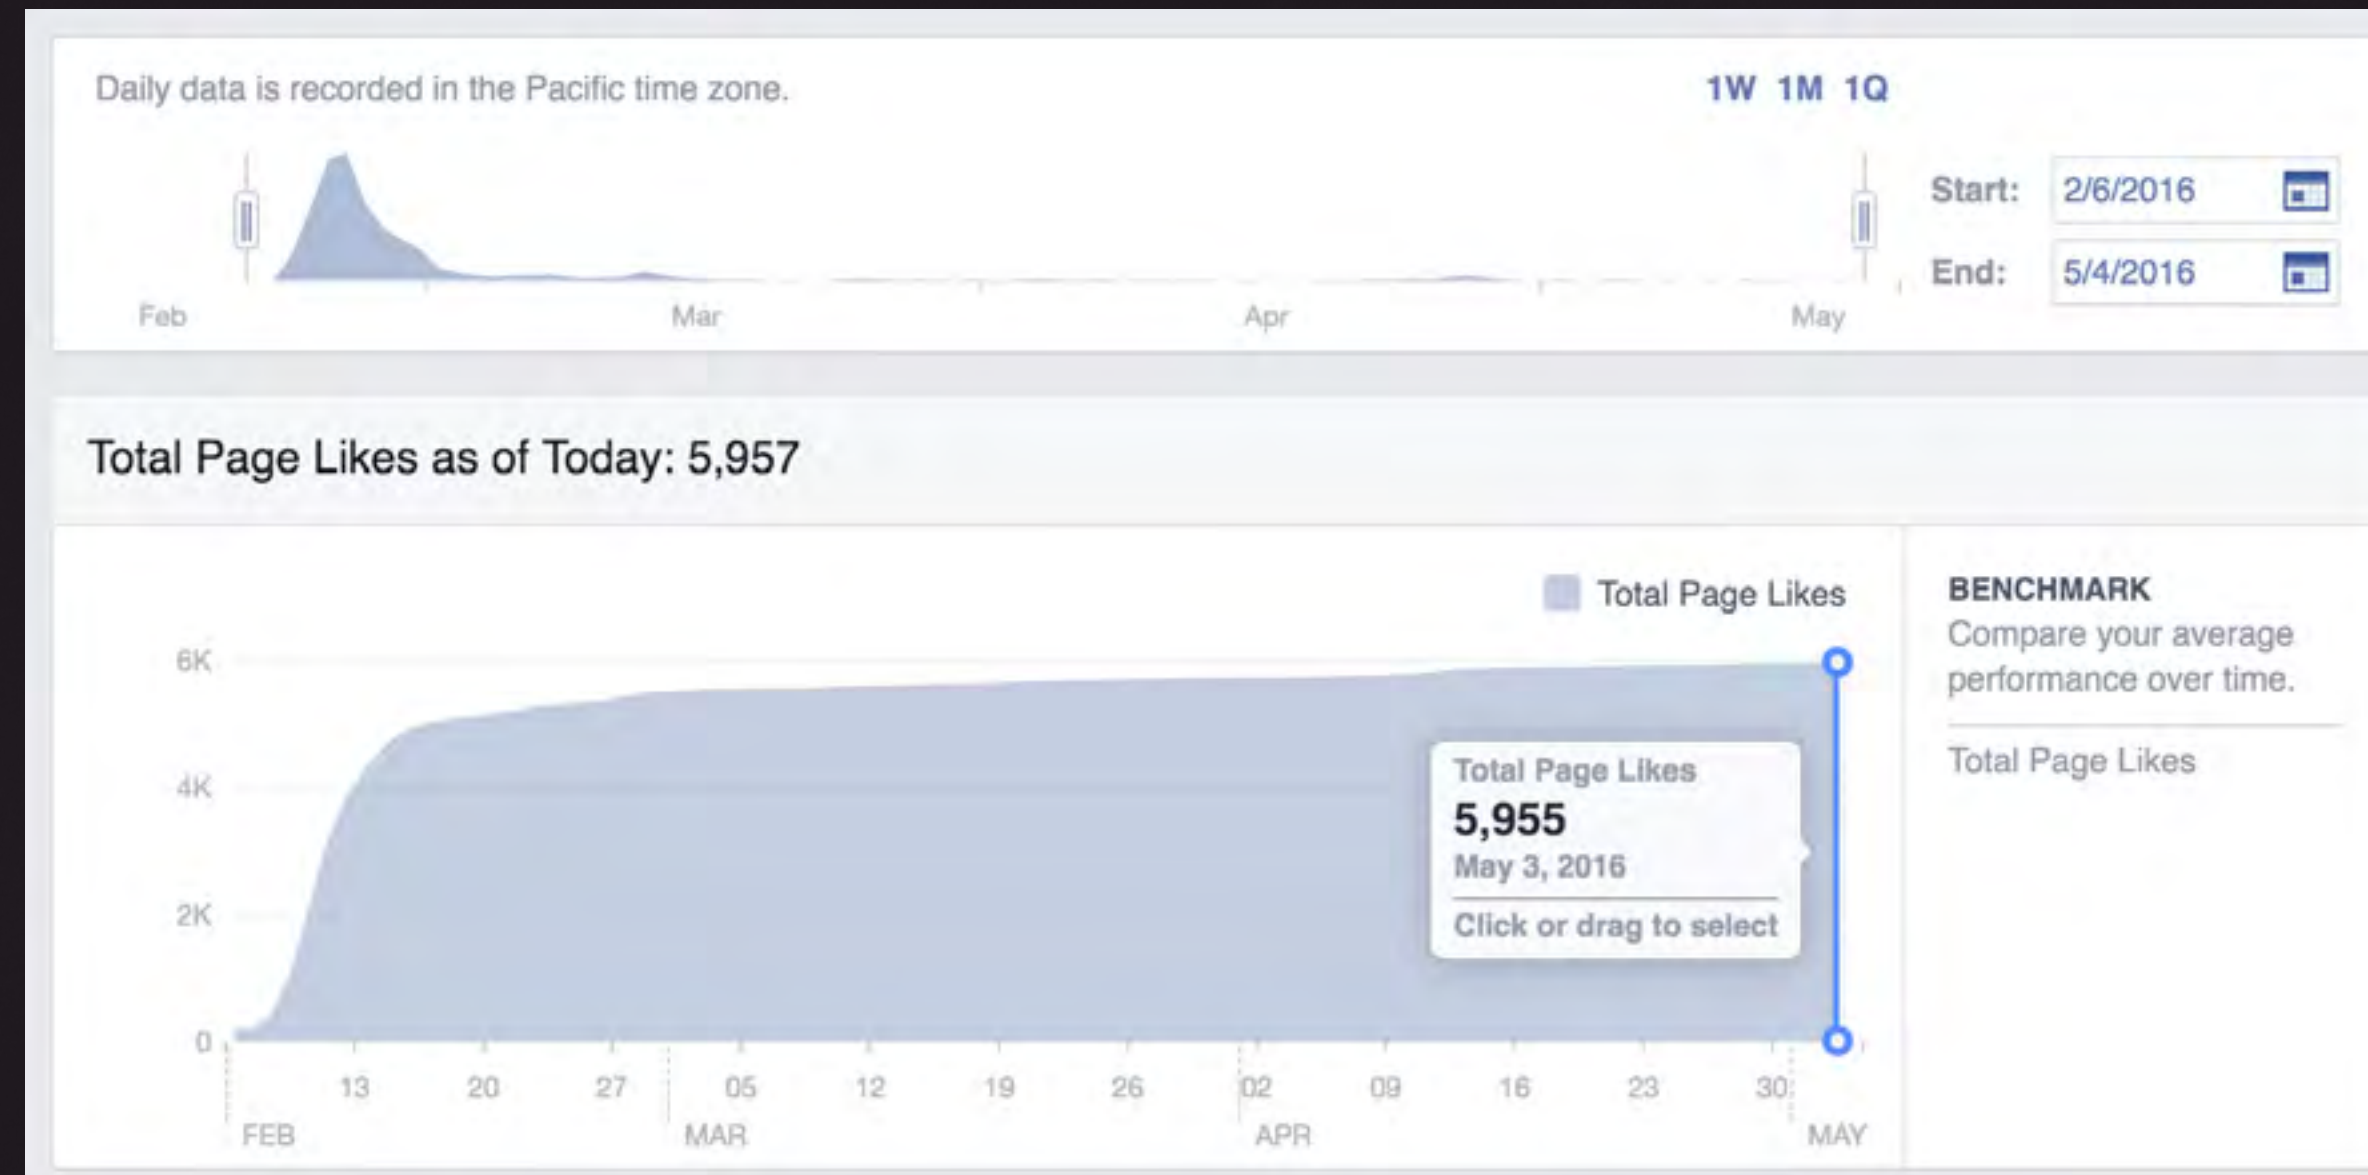 Daily data is recorded in the Pacific time zone.
1W 1M 1Q
Start: 2/6/2016
End: 5/4/2016
Feb Mar Apr May
Total Page Likes as of Today: 5,957
Total Page Likes
6K
4K
2K
0
Total Page Likes
5,955
May 3, 2016
Click or drag to select
13 20 27 05 12 19 26 02 09 16 23 30
FEB MAR APR MAY
BENCHMARK
Compare your average
performance over time.
Total Page Likes